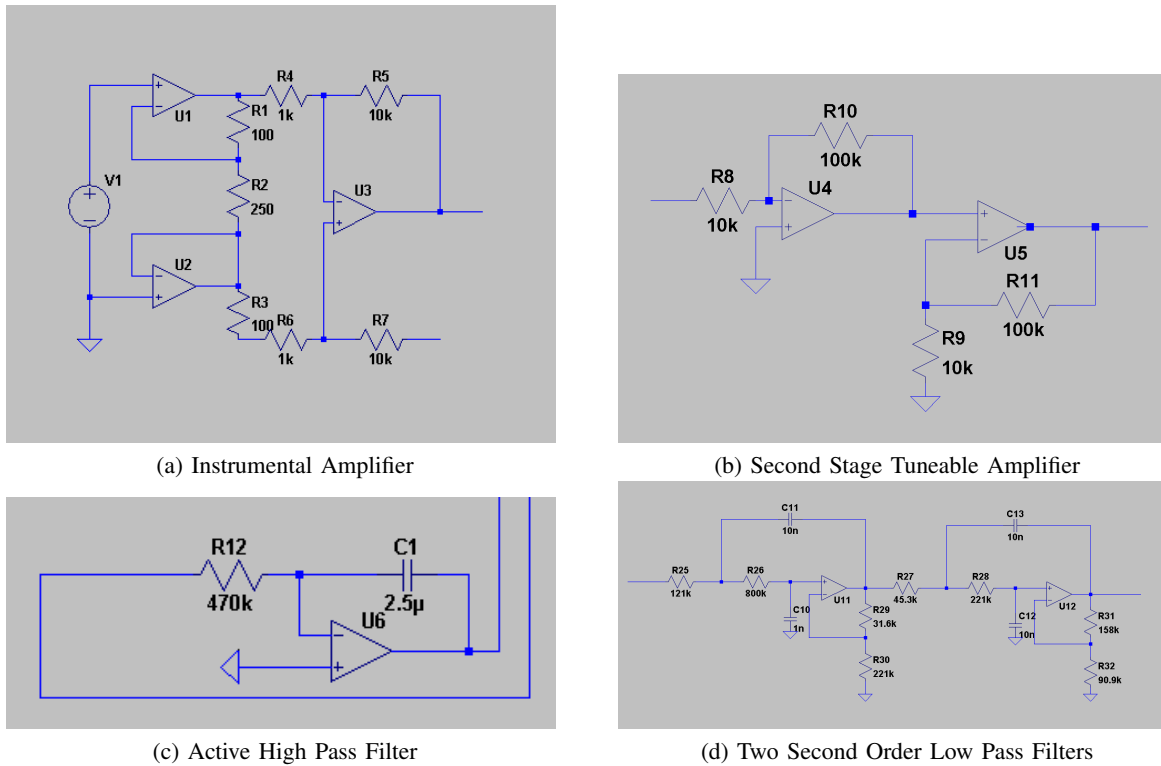 R4
R5
R1
1k
10k
U1
100
V1
R2
U3
250
U2
R3
100
R6
R7
1k
10k
(a) Instrumental Amplifier
R10
100k
R8
U4
10k
U5
R11
100k
R9
10k
(b) Second Stage Tuneable Amplifier
R12
C1
470k
2.5µ
U6
(c) Active High Pass Filter
C11
C13
10n
10n
R25
R26
R27
R28
121k
800k
U11
45.3k
221k
U12
C10
R29
C12
R31
1n
31.6k
10n
158k
R30
R32
221k
90.9k
(d) Two Second Order Low Pass Filters